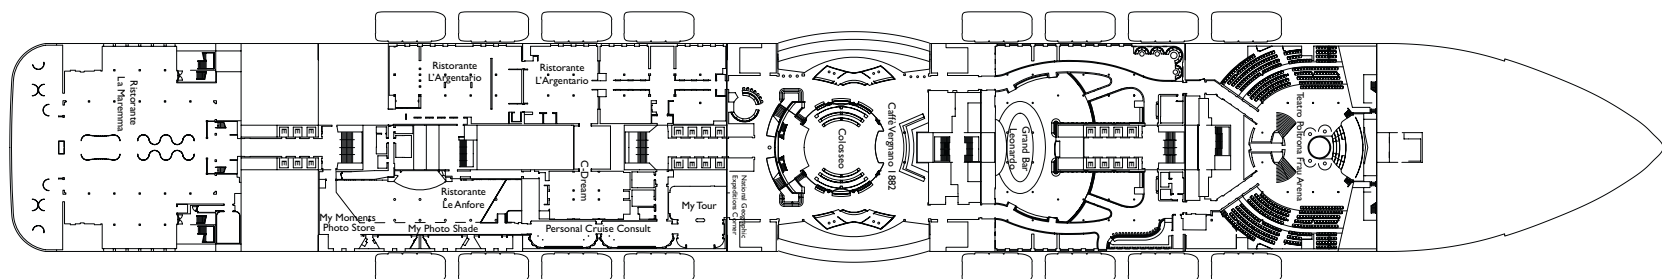 Ristorante
La Maremma
Ristorante
L'Argentario
Ristorante
L'Argentario
Ristorante
Le Anfore
My Moments
Photo Store
My Photo Shade
C-Dream
Personal Cruise Consult
My Tour
National Geographic
Expeditions Corner
Colosseo
Caffè Vergnano 1882
Grand Bar
Leonardo
Teatro Poltrona Frau Arena